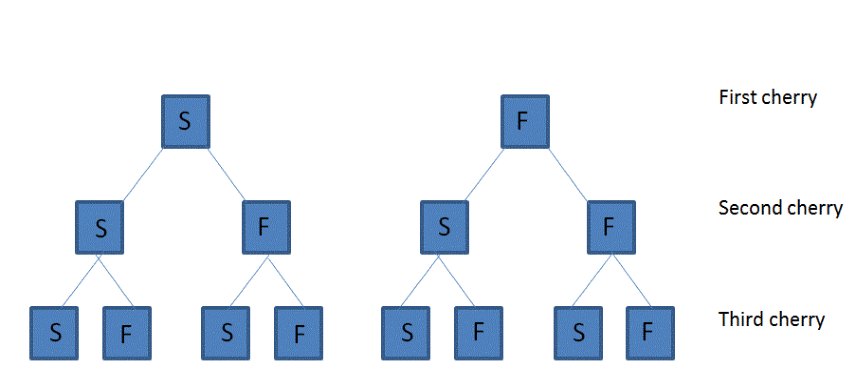 S F First cherry
S F S F Second cherry
S F S F S F S F Third cherry